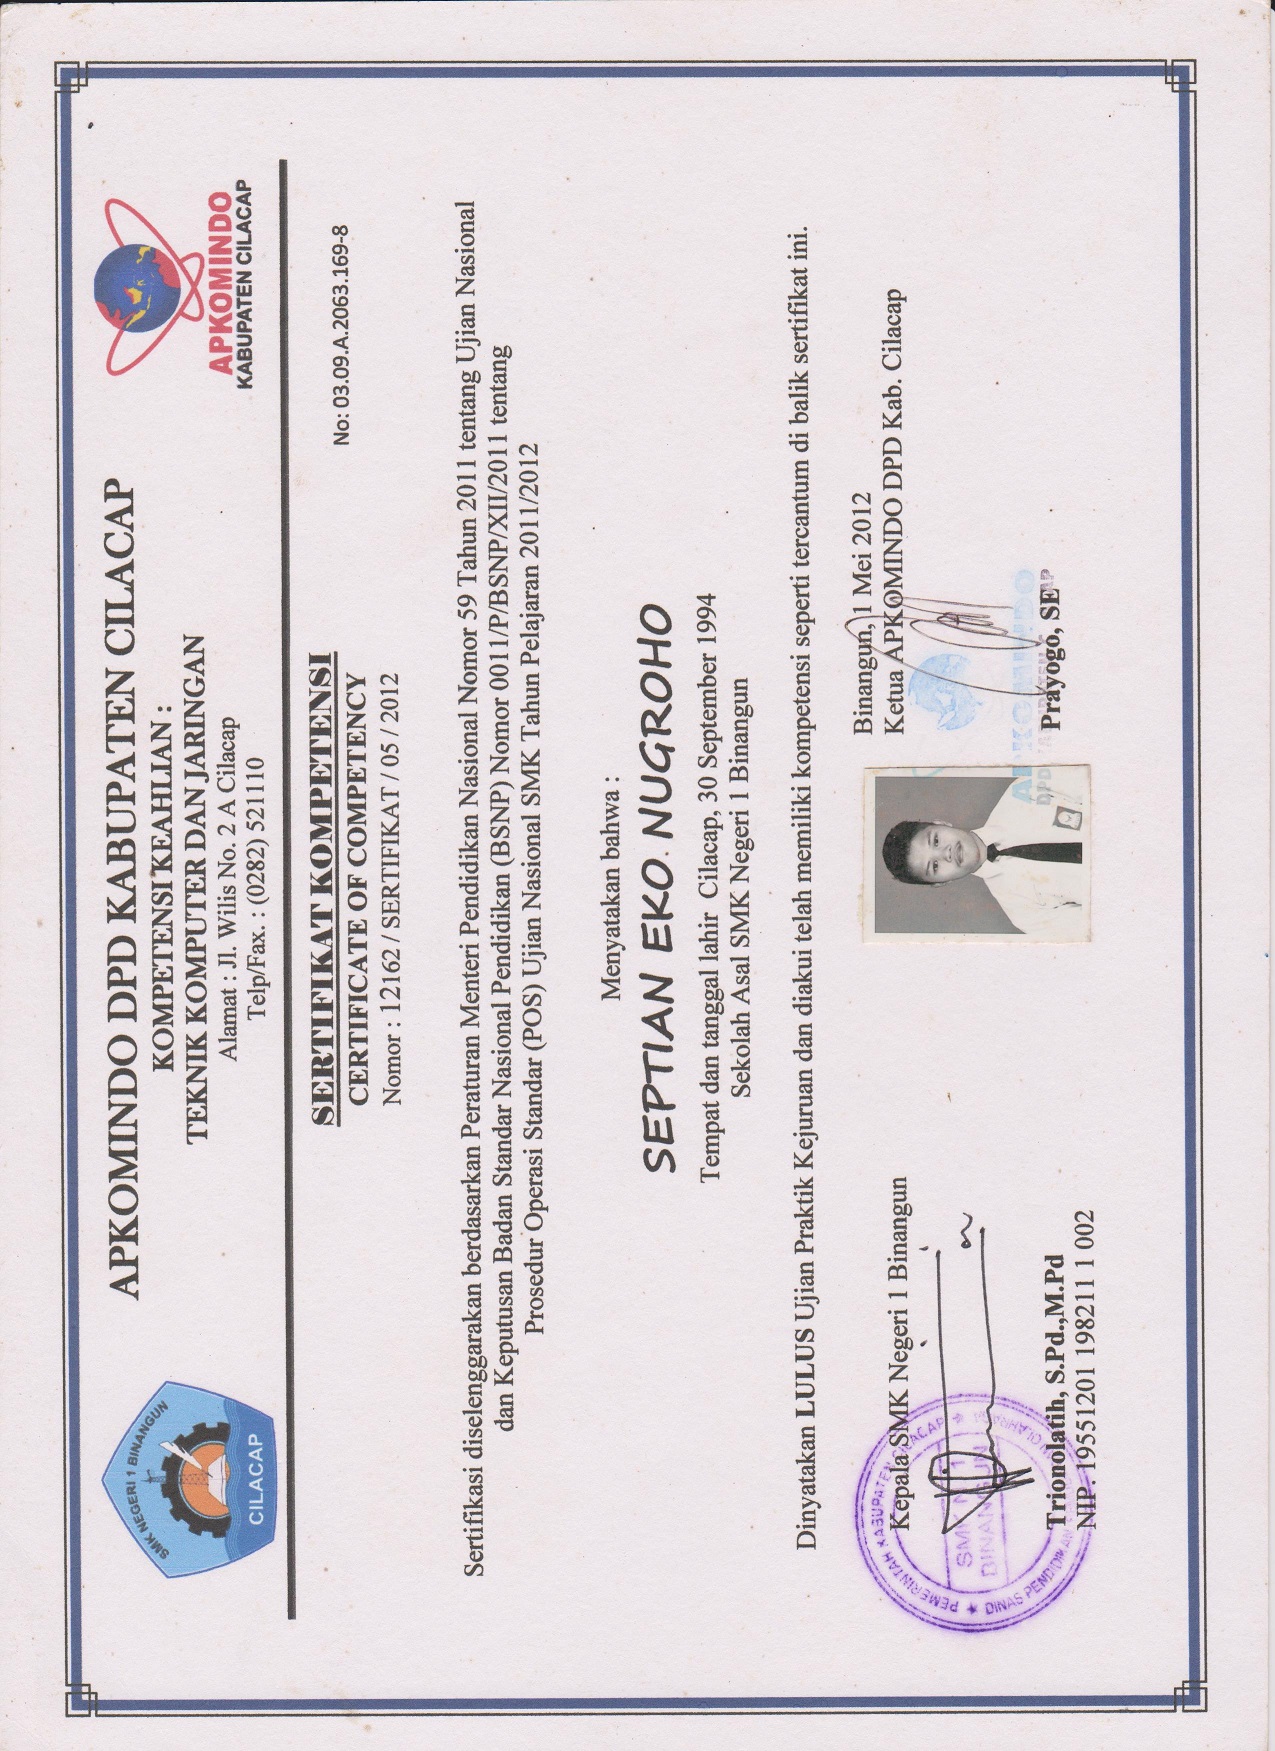 SMK NEGERI 1 BINANGUN
CILACAP
APKOMINDO DPD KABUPATEN CILACAP
KOMPETENSI KEAHLIAN :
TEKNIK KOMPUTER DAN JARINGAN
Alamat : Jl. Wilis No. 2 A Cilacap
Telp/Fax. : (0282) 521110
APKOMINDO
KABUPATEN CILACAP
No: 03.09.A.2063.169-8
SERTIFIKAT KOMPETENSI
CERTIFICATE OF COMPETENCY
Nomor : 12162 / SERTIFIKAT / 05 / 2012
Sertifikasi diselenggarakan berdasarkan Peraturan Menteri Pendidikan Nasional Nomor 59 Tahun 2011 tentang Ujian Nasional
dan Keputusan Badan Standar Nasional Pendidikan (BSNP) Nomor 0011/P/BSNP/XII/2011 tentang
Prosedur Operasi Standar (POS) Ujian Nasional SMK Tahun Pelajaran 2011/2012
Menyatakan bahwa :
SEPTIAN EKO NUGROHO
Tempat dan tanggal lahir Cilacap, 30 September 1994
Sekolah Asal SMK Negeri 1 Binangun
Dinyatakan LULUS Ujian Praktik Kejuruan dan diakui telah memiliki kompetensi seperti tercantum di balik sertifikat ini.
Kepala SMK Negeri 1 Binangun
PEMERINTAH KABUPATEN CILACAP
SMK N 1
BINANGUN
DINAS PENDIDIKAN
Trionolatih, S.Pd.,M.Pd
NIP. 19551201 198211 1 002
Binangun, 1 Mei 2012
Ketua APKOMINDO DPD Kab. Cilacap
APKOMINDO
DPD
Prayogo, SE